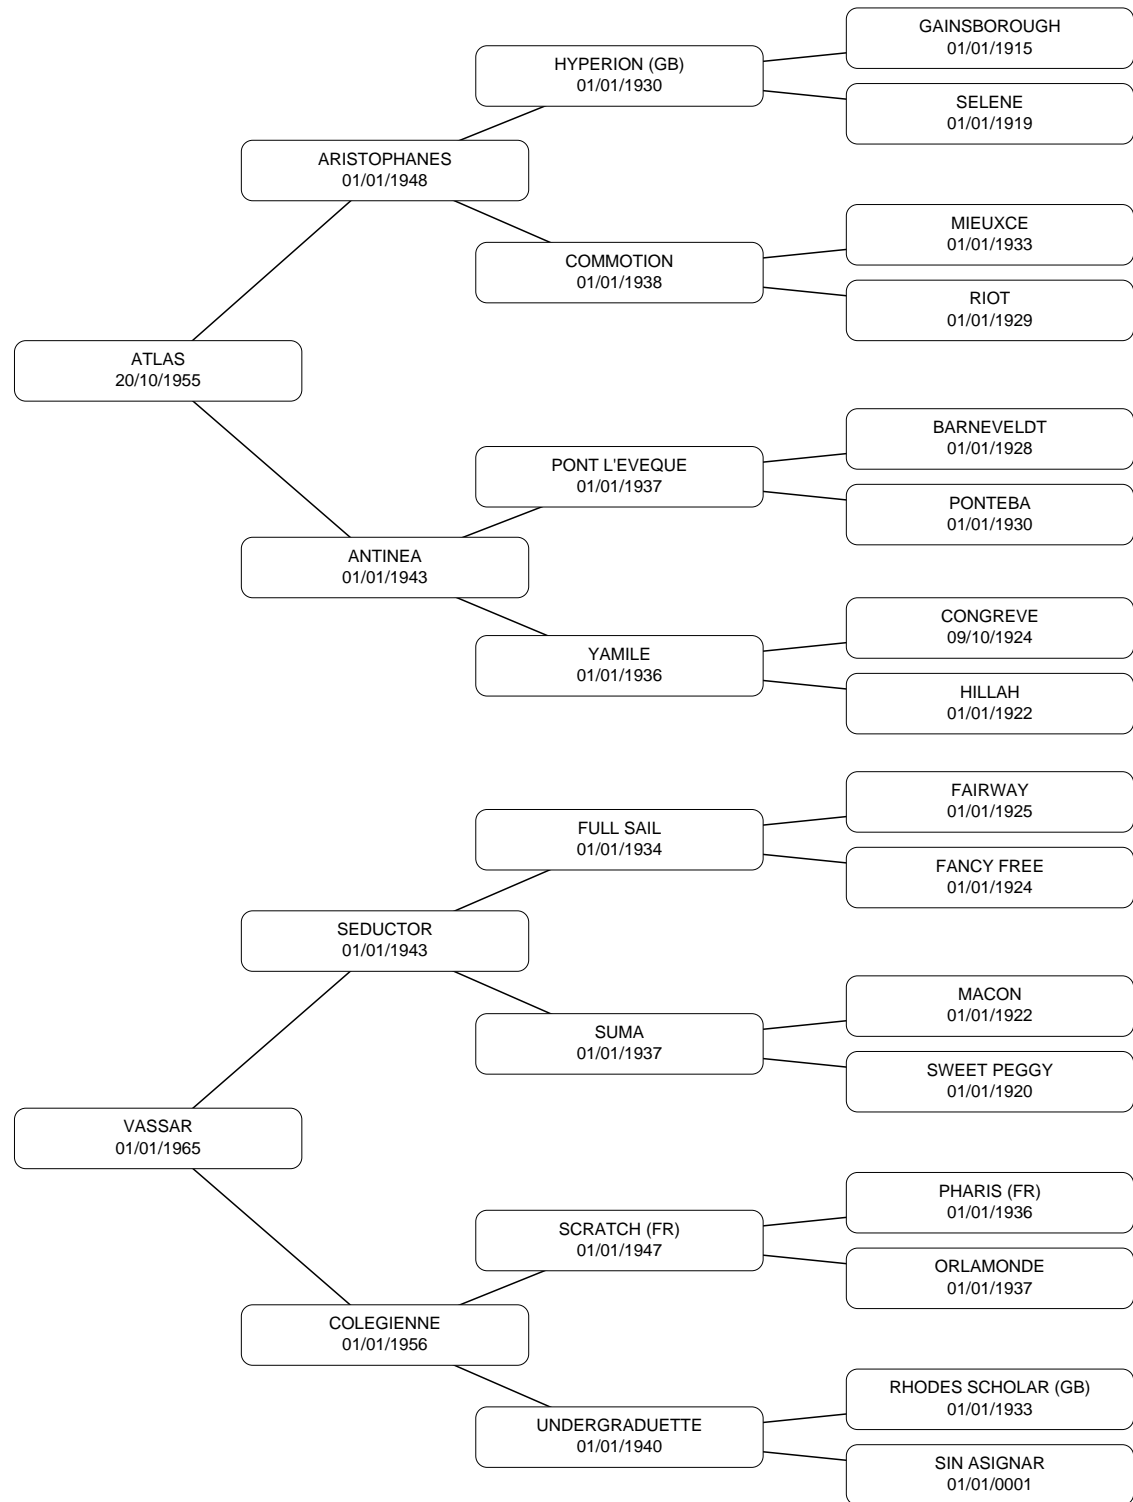 GAINSBOROUGH
01/01/1915
HYPERION (GB)
01/01/1930
SELENE
01/01/1919
ARISTOPHANES
01/01/1948
MIEUXCE
01/01/1933
COMMOTION
01/01/1938
RIOT
01/01/1929
ATLAS
20/10/1955
BARNEVELDT
01/01/1928
PONT L'EVEQUE
01/01/1937
PONTEBA
01/01/1930
ANTINEA
01/01/1943
CONGREVE
09/10/1924
YAMILE
01/01/1936
HILLAH
01/01/1922
FAIRWAY
01/01/1925
FULL SAIL
01/01/1934
FANCY FREE
01/01/1924
SEDUCTOR
01/01/1943
MACON
01/01/1922
SUMA
01/01/1937
SWEET PEGGY
01/01/1920
VASSAR
01/01/1965
PHARIS (FR)
01/01/1936
SCRATCH (FR)
01/01/1947
ORLAMONDE
01/01/1937
COLEGIENNE
01/01/1956
RHODES SCHOLAR (GB)
01/01/1933
UNDERGRADUETTE
01/01/1940
SIN ASIGNAR
01/01/0001